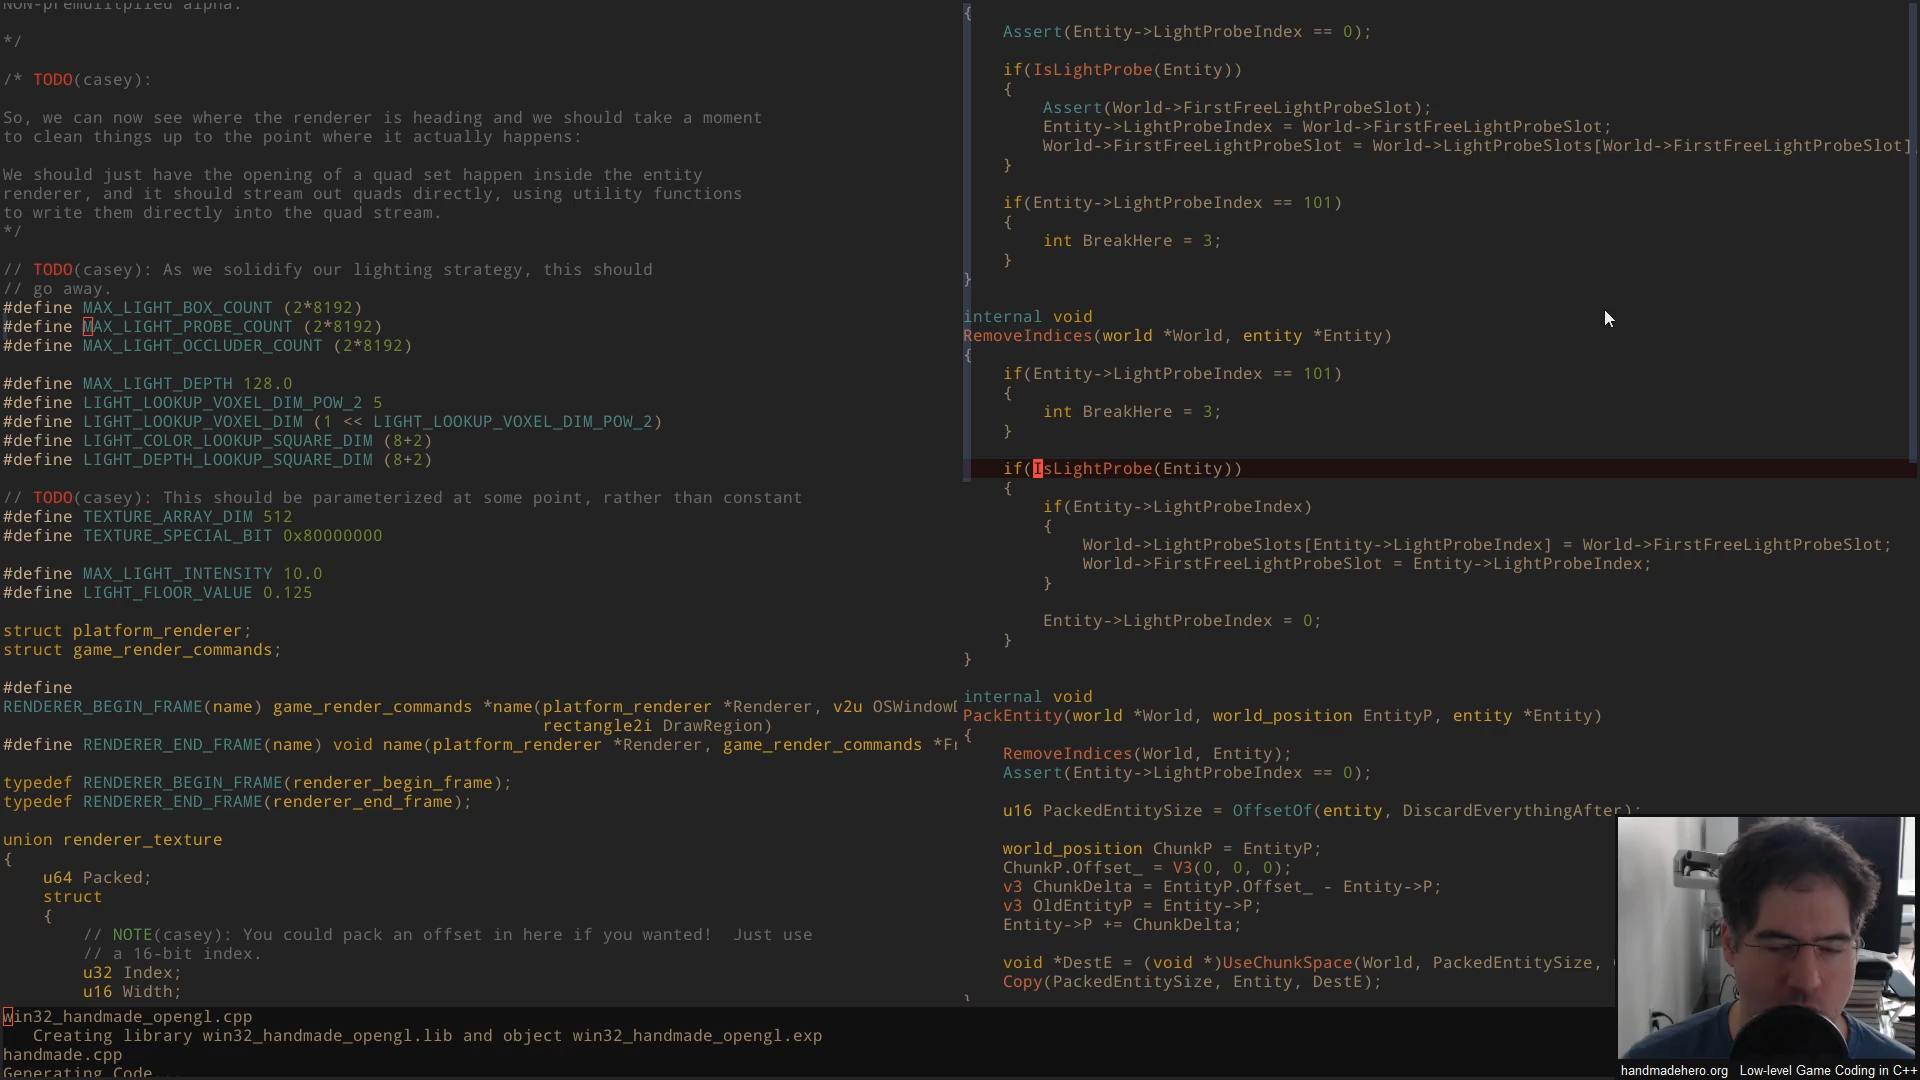 NON-premulitplied alpha.
*/
/* TODO(casey):
So, we can now see where the renderer is heading and we should take a moment
to clean things up to the point where it actually happens:
We should just have the opening of a quad set happen inside the entity
renderer, and it should stream out quads directly, using utility functions
to write them directly into the quad stream.
*/
// TODO(casey): As we solidify our lighting strategy, this should
// go away.
#define MAX_LIGHT_BOX_COUNT (2*8192)
#define MAX_LIGHT_PROBE_COUNT (2*8192)
#define MAX_LIGHT_OCCLUDER_COUNT (2*8192)
#define MAX_LIGHT_DEPTH 128.0
#define LIGHT_LOOKUP_VOXEL_DIM_POW_2 5
#define LIGHT_LOOKUP_VOXEL_DIM (1 << LIGHT_LOOKUP_VOXEL_DIM_POW_2)
#define LIGHT_COLOR_LOOKUP_SQUARE_DIM (8+2)
#define LIGHT_DEPTH_LOOKUP_SQUARE_DIM (8+2)
// TODO(casey): This should be parameterized at some point, rather than constant
#define TEXTURE_ARRAY_DIM 512
#define TEXTURE_SPECIAL_BIT 0x80000000
#define MAX_LIGHT_INTENSITY 10.0
#define LIGHT_FLOOR_VALUE 0.125
struct platform_renderer;
struct game_render_commands;
#define
RENDERER_BEGIN_FRAME(name) game_render_commands *name(platform_renderer *Renderer, v2u OSWindowD
rectangle2i DrawRegion)
#define RENDERER_END_FRAME(name) void name(platform_renderer *Renderer, game_render_commands *Fr
typedef RENDERER_BEGIN_FRAME(renderer_begin_frame);
typedef RENDERER_END_FRAME(renderer_end_frame);
union renderer_texture
{
u64 Packed;
struct
{
// NOTE(casey): You could pack an offset in here if you wanted!  Just use
// a 16-bit index.
u32 Index;
u16 Width;
{
Assert(Entity->LightProbeIndex == 0);
if(IsLightProbe(Entity))
{
Assert(World->FirstFreeLightProbeSlot);
Entity->LightProbeIndex = World->FirstFreeLightProbeSlot;
World->FirstFreeLightProbeSlot = World->LightProbeSlots[World->FirstFreeLightProbeSlot]
}
if(Entity->LightProbeIndex == 101)
{
int BreakHere = 3;
}
}
internal void
RemoveIndices(world *World, entity *Entity)
{
if(Entity->LightProbeIndex == 101)
{
int BreakHere = 3;
}
if(IsLightProbe(Entity))
{
if(Entity->LightProbeIndex)
{
World->LightProbeSlots[Entity->LightProbeIndex] = World->FirstFreeLightProbeSlot;
World->FirstFreeLightProbeSlot = Entity->LightProbeIndex;
}
Entity->LightProbeIndex = 0;
}
}
internal void
PackEntity(world *World, world_position EntityP, entity *Entity)
{
RemoveIndices(World, Entity);
Assert(Entity->LightProbeIndex == 0);
u16 PackedEntitySize = OffsetOf(entity, DiscardEverythingAfter);
world_position ChunkP = EntityP;
ChunkP.Offset_ = V3(0, 0, 0);
v3 ChunkDelta = EntityP.Offset_ - Entity->P;
v3 OldEntityP = Entity->P;
Entity->P += ChunkDelta;
void *DestE = (void *)UseChunkSpace(World, PackedEntitySize,
Copy(PackedEntitySize, Entity, DestE);
}
win32_handmade_opengl.cpp
Creating library win32_handmade_opengl.lib and object win32_handmade_opengl.exp
handmade.cpp
Generating Code...
handmadehero.org Low-level Game Coding in C++